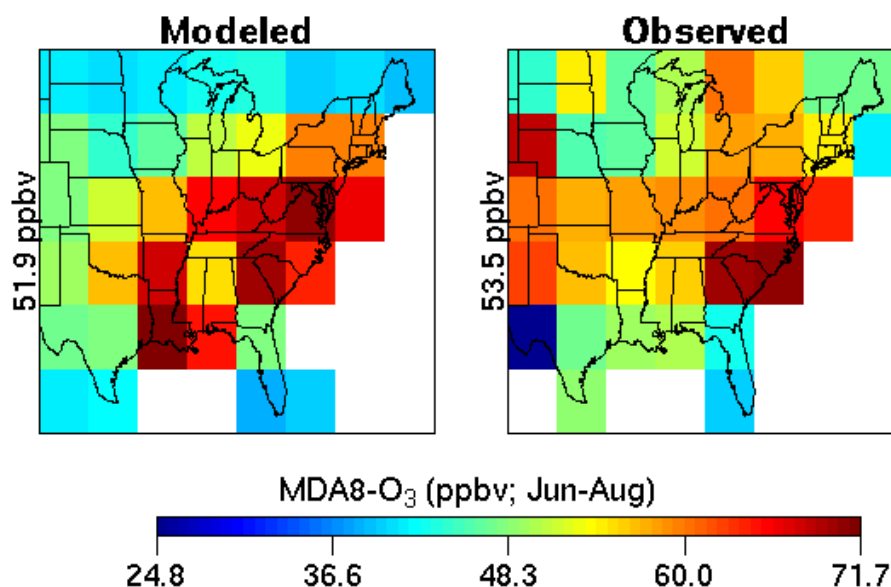 Modeled
Observed
51.9 ppbv
53.5 ppbv
MDA8-O₃ (ppbv; Jun-Aug)
24.8 36.6 48.3 60.0 71.7